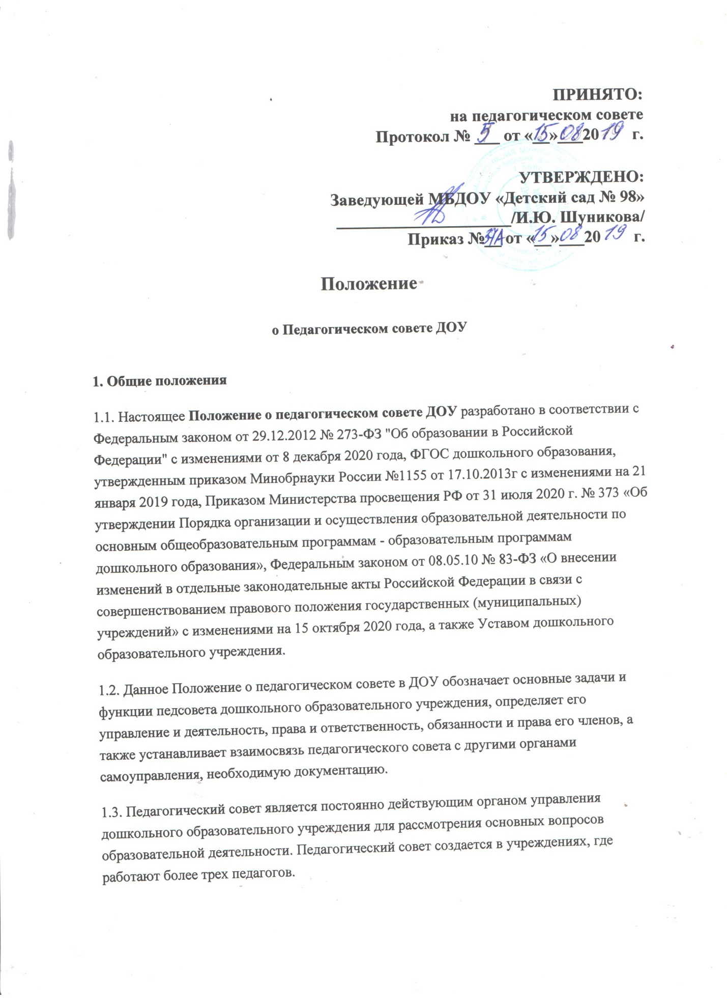 ПРИНЯТО:
на педагогическом совете
Протокол № 5 от «15» 08 2019 г.
УТВЕРЖДЕНО:
Заведующей МБДОУ «Детский сад № 98»
/И.Ю. Шуникова/
Приказ № от «15» 08 2019 г.
Положение
о Педагогическом совете ДОУ
1. Общие положения
1.1. Настоящее Положение о педагогическом совете ДОУ разработано в соответствии с
Федеральным законом от 29.12.2012 № 273-ФЗ "Об образовании в Российской
Федерации" с изменениями от 8 декабря 2020 года, ФГОС дошкольного образования,
утвержденным приказом Минобрнауки России №1155 от 17.10.2013г с изменениями на 21
января 2019 года, Приказом Министерства просвещения РФ от 31 июля 2020 г. № 373 «Об
утверждении Порядка организации и осуществления образовательной деятельности по
основным общеобразовательным программам - образовательным программам
дошкольного образования», Федеральным законом от 08.05.10 № 83-ФЗ «О внесении
изменений в отдельные законодательные акты Российской Федерации в связи с
совершенствованием правового положения государственных (муниципальных)
учреждений» с изменениями на 15 октября 2020 года, а также Уставом дошкольного
образовательного учреждения.
1.2. Данное Положение о педагогическом совете в ДОУ обозначает основные задачи и
функции педсовета дошкольного образовательного учреждения, определяет его
управление и деятельность, права и ответственность, обязанности и права его членов, а
также устанавливает взаимосвязь педагогического совета с другими органами
самоуправления, необходимую документацию.
1.3. Педагогический совет является постоянно действующим органом управления
дошкольного образовательного учреждения для рассмотрения основных вопросов
образовательной деятельности. Педагогический совет создается в учреждениях, где
работают более трех педагогов.